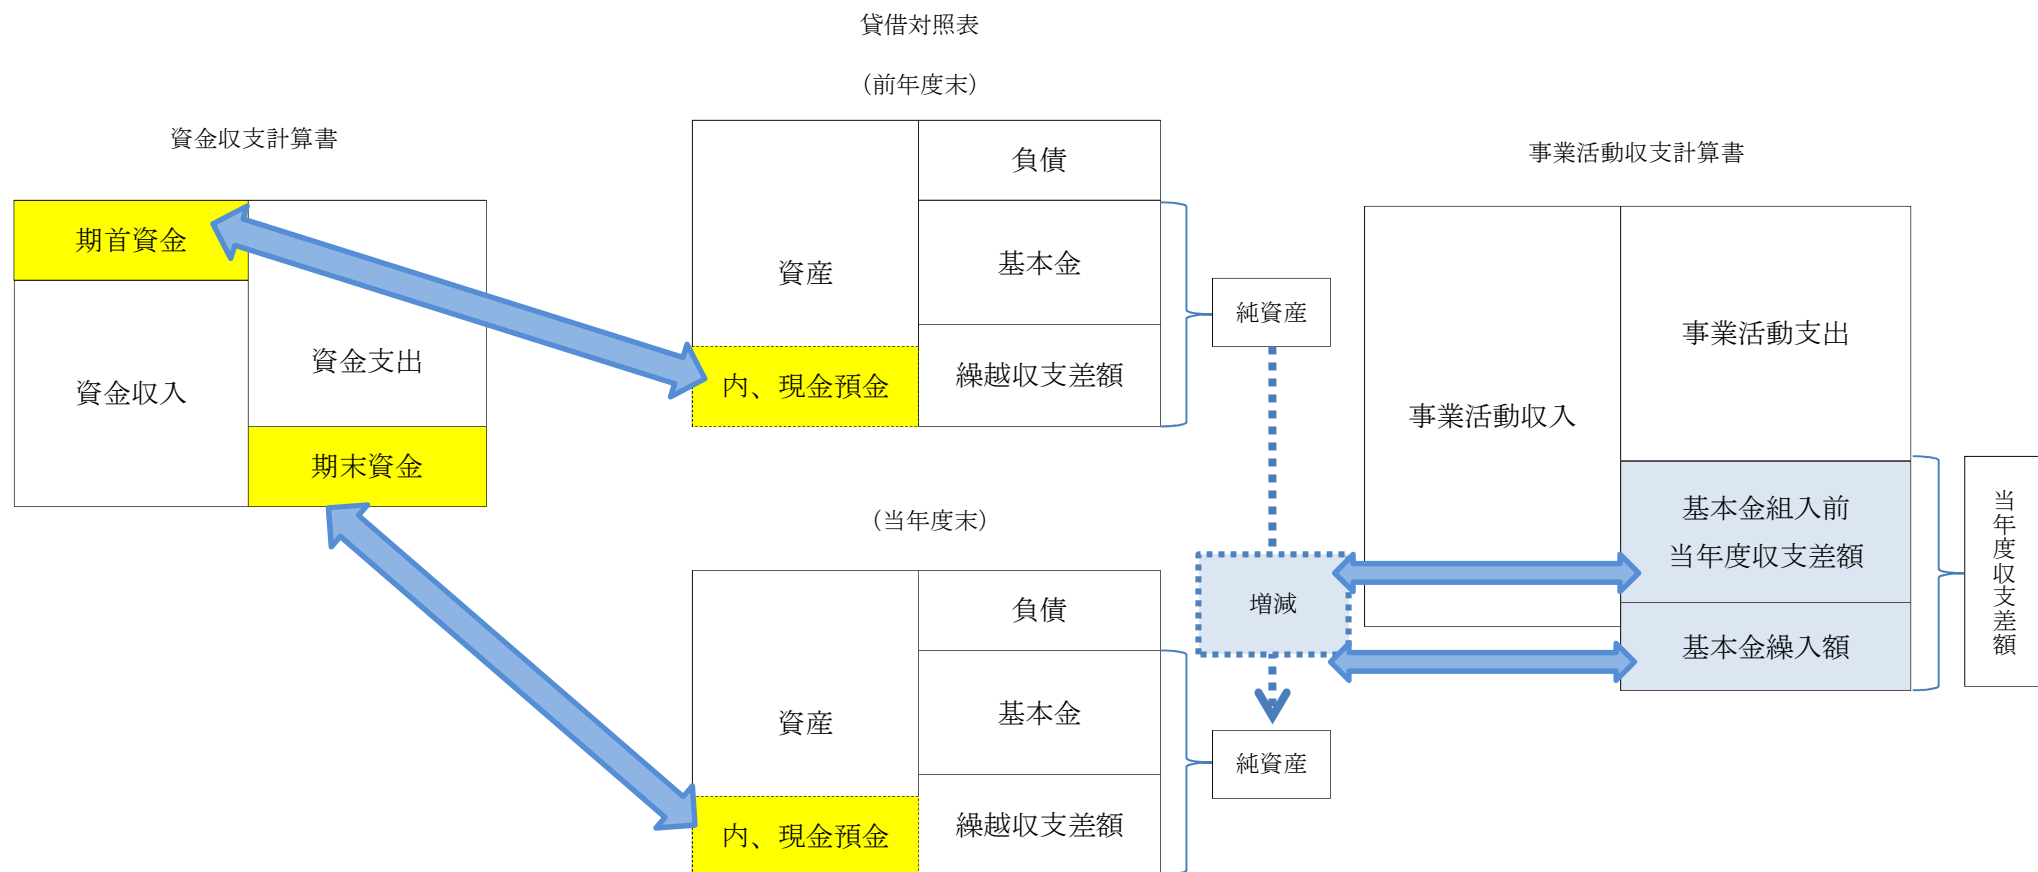 貸借対照表
（前年度末）
資金収支計算書
期首資金
資金収入
資金支出
期末資金
負債
資産
基本金
内、現金預金
繰越収支差額
純資産
（当年度末）
負債
資産
基本金
内、現金預金
繰越収支差額
純資産
増減
事業活動収支計算書
事業活動収入
事業活動支出
基本金組入前
当年度収支差額
基本金繰入額
当年度収支差額